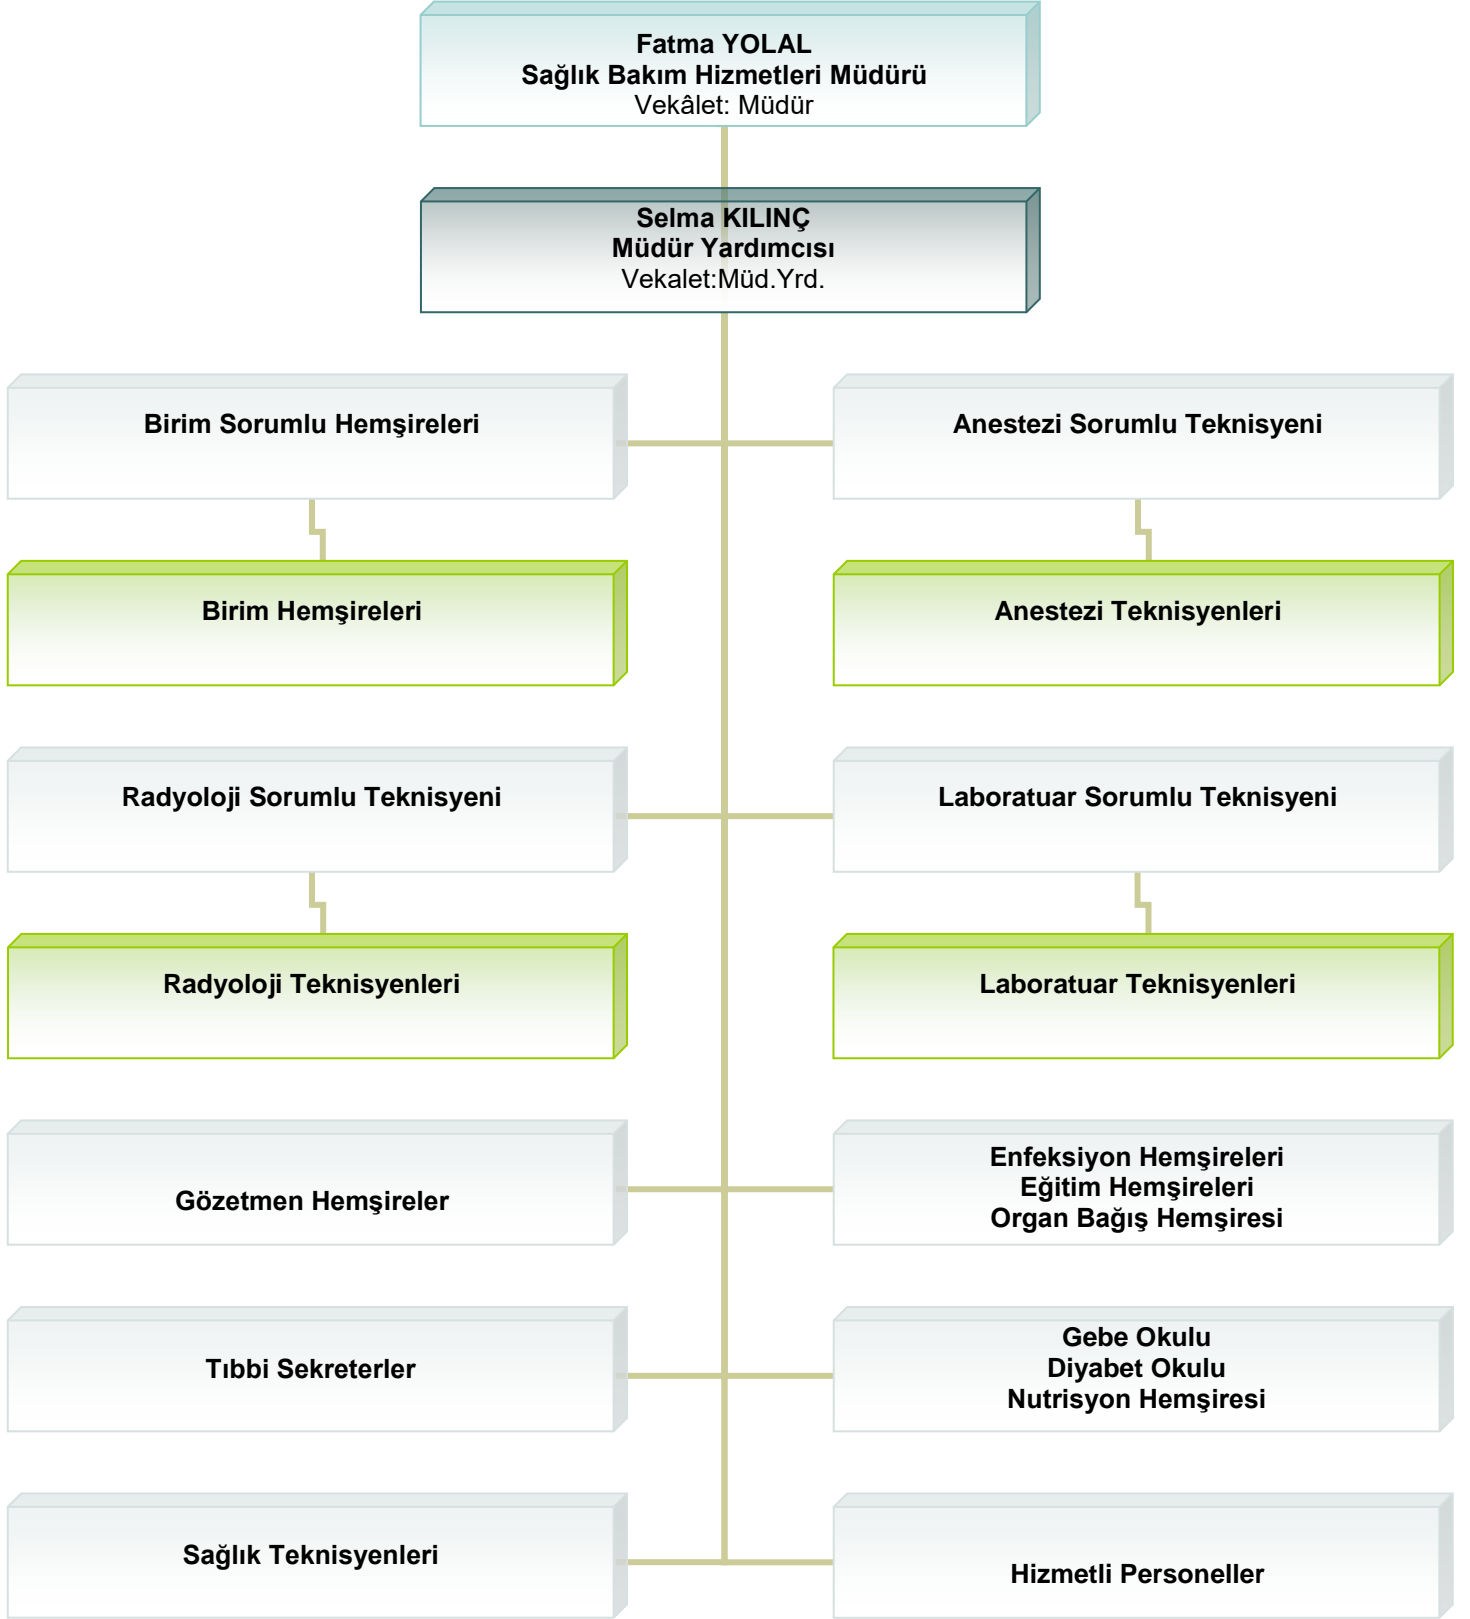 Fatma YOLAL
Sağlık Bakım Hizmetleri Müdürü
Vekâlet: Müdür
Selma KILINÇ
Müdür Yardımcısı
Vekalet:Müd.Yrd.
Birim Sorumlu Hemşireleri
Anestezi Sorumlu Teknisyeni
Birim Hemşireleri
Anestezi Teknisyenleri
Radyoloji Sorumlu Teknisyeni
Laboratuar Sorumlu Teknisyeni
Radyoloji Teknisyenleri
Laboratuar Teknisyenleri
Gözetmen Hemşireler
Enfeksiyon Hemşireleri
Eğitim Hemşireleri
Organ Bağış Hemşiresi
Tıbbi Sekreterler
Gebe Okulu
Diyabet Okulu
Nutrisyon Hemşiresi
Sağlık Teknisyenleri
Hizmetli Personeller